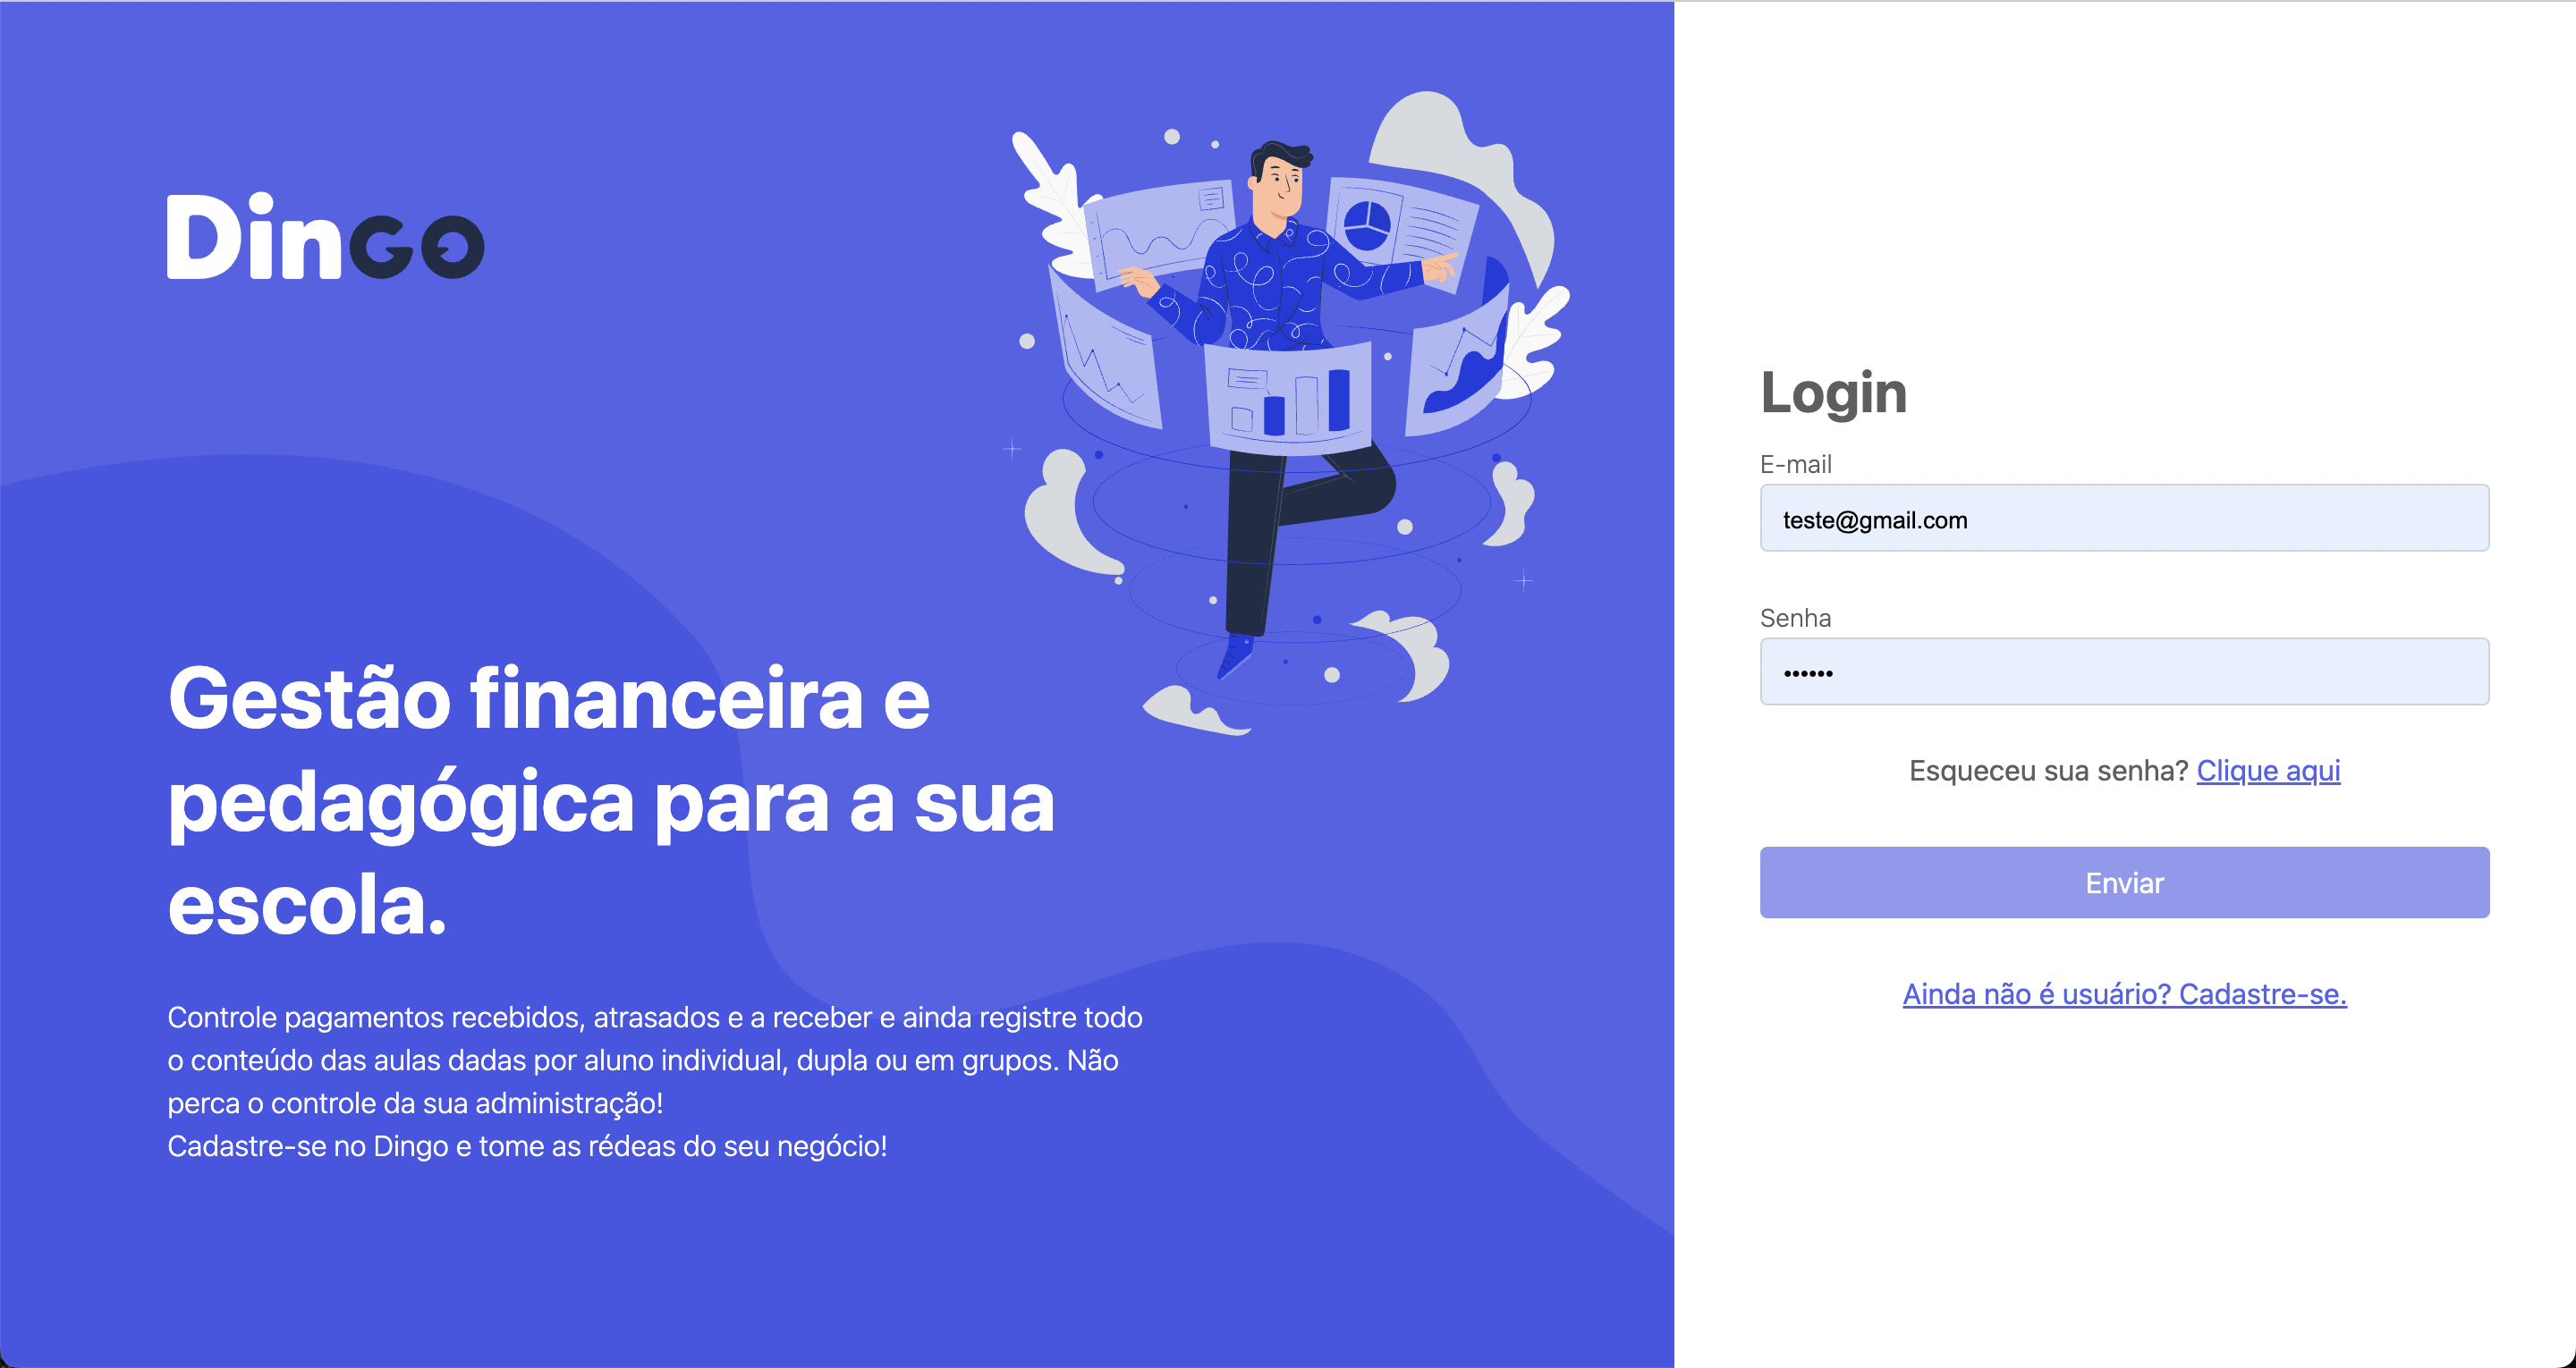 Dingo
Gestão financeira e
pedagógica para a sua
escola.
Controle pagamentos recebidos, atrasados e a receber e ainda registre todo
o conteúdo das aulas dadas por aluno individual, dupla ou em grupos. Não
perca o controle da sua administração!
Cadastre-se no Dingo e tome as rédeas do seu negócio!
Login
E-mail
teste@gmail.com
Senha
••••••
Esqueceu sua senha? Clique aqui
Enviar
Ainda não é usuário? Cadastre-se.